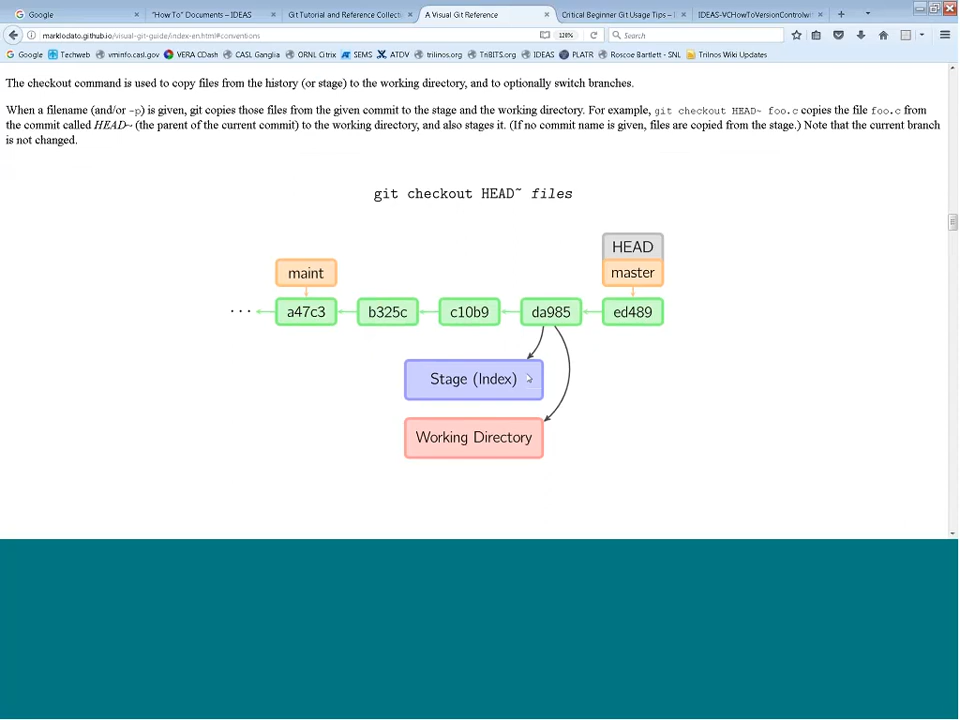 Google
"How To" Documents – IDEAS
Git Tutorial and Reference Collecti...
A Visual Git Reference
Critical Beginner Git Usage Tips – I
IDEAS-VCHowToVersionControlw
marklodato.github.io/visual-git-guide/index-en.html#conventions
120%
Search
Google
Techweb
vminfo.casl.gov
VERA CDash
CASL Ganglia
ORNL Citrix
SEMS
ATDV
trilinos.org
TriBITS.org
IDEAS
PLATR
Roscoe Bartlett - SNL
Trilnos Wiki Updates
The checkout command is used to copy files from the history (or stage) to the working directory, and to optionally switch branches.
When a filename (and/or -p) is given, git copies those files from the given commit to the stage and the working directory. For example, git checkout HEAD~ foo.c copies the file foo.c from
the commit called HEAD~ (the parent of the current commit) to the working directory, and also stages it. (If no commit name is given, files are copied from the stage.) Note that the current branch
is not changed.
git checkout HEAD~ files
HEAD
maint
master
... a47c3 b325c c10b9 da985 ed489
Stage (Index)
Working Directory